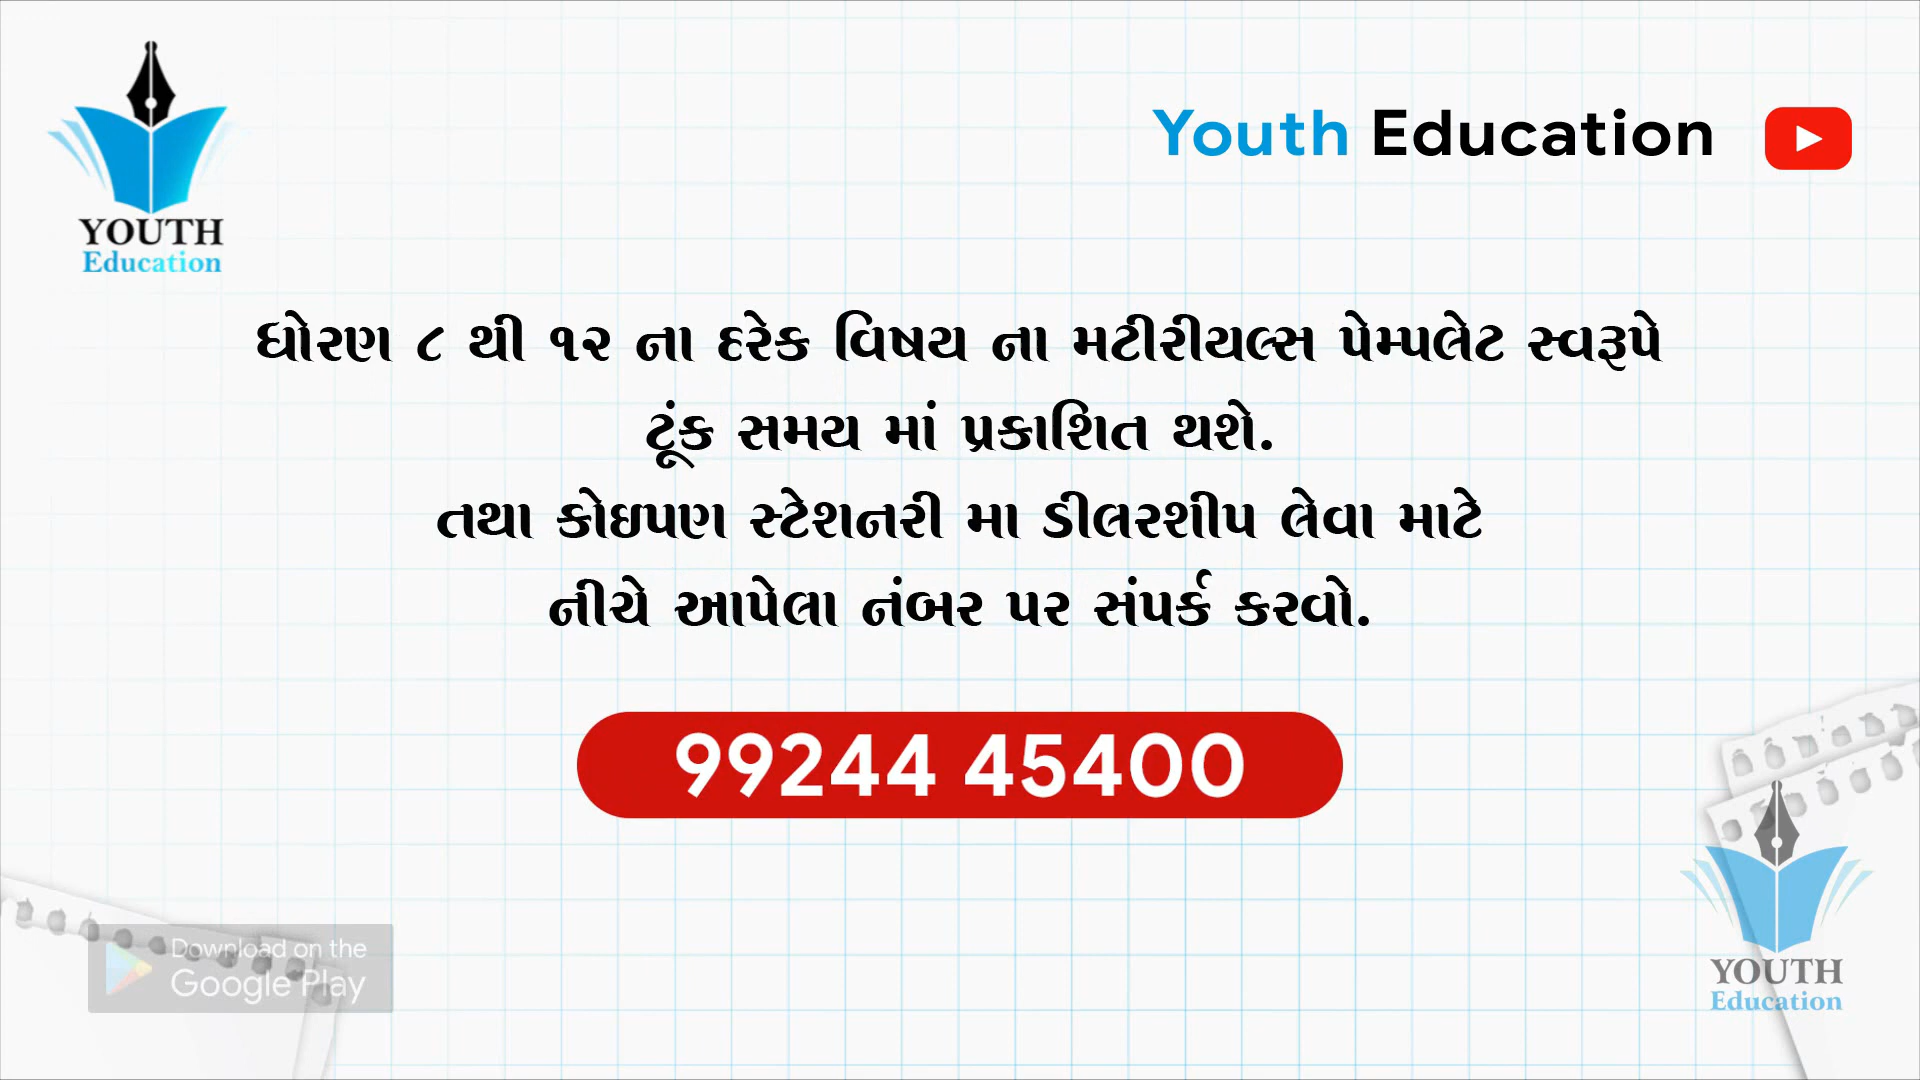 YOUTH
Education
Youth Education
ધોરણ ૮ થી ૧૨ ના દરેક વિષય ના મટીરીયલ્સ પેમ્પલેટ સ્વરૂપે
ટૂંક સમય માં પ્રકાશિત થશે.
તથા કોઇપણ સ્ટેશનરી મા ડીલરશીપ લેવા માટે
નીચે આપેલા નંબર પર સંપર્ક કરવો.
99244 45400
Download on the
Google Play
YOUTH
Education